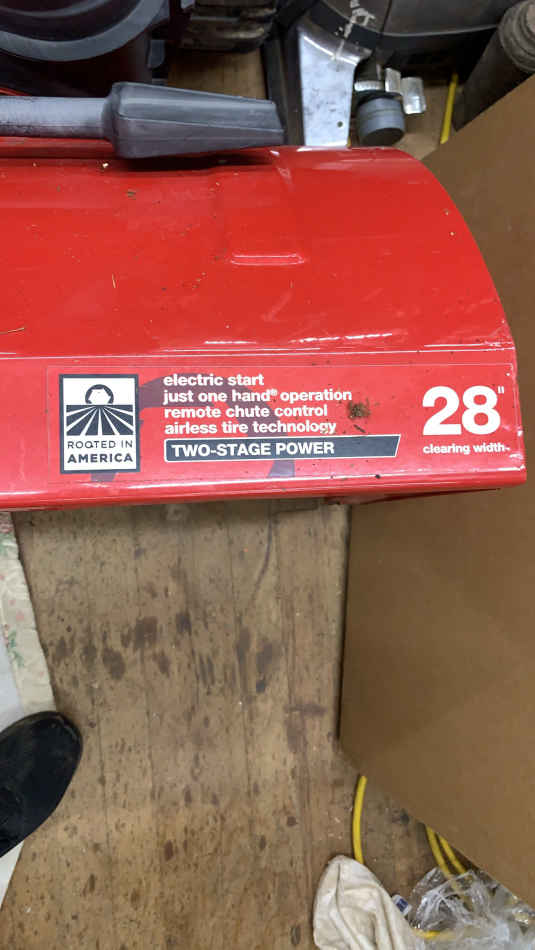 ROOTED IN
AMERICA
electric start
just one hand® operation
remote chute control
airless tire technology
TWO-STAGE POWER
28"
clearing width